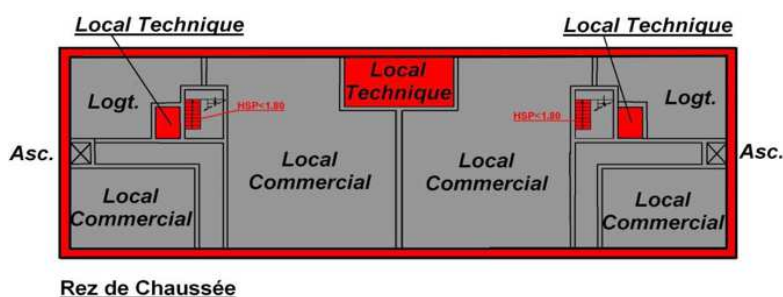 Local Technique
Local Technique
Local
Technique
Logt.
HSP<1.80
HSP<1.80
Logt.
Asc.
Asc.
Local
Commercial
Local
Commercial
Local
Commercial
Local
Commercial
Rez de Chaussée